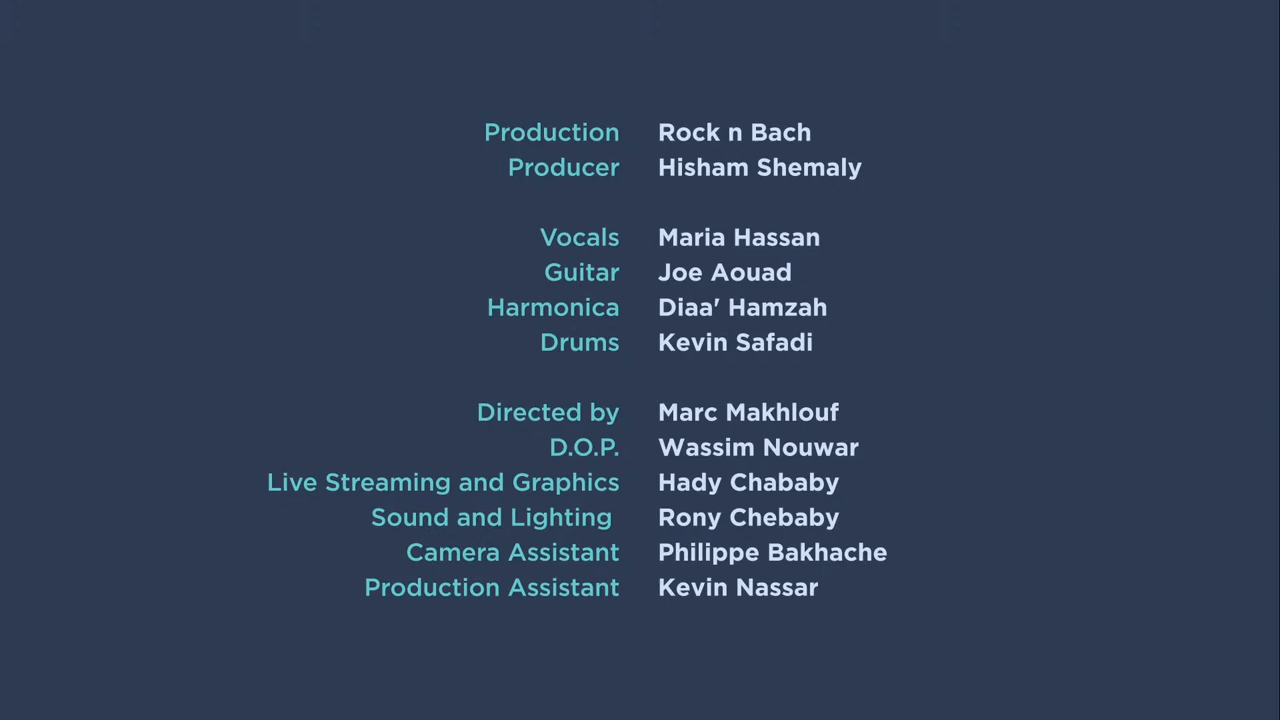 Production Rock n Bach
Producer Hisham Shemaly
Vocals Maria Hassan
Guitar Joe Aouad
Harmonica Diaa' Hamzah
Drums Kevin Safadi
Directed by Marc Makhlouf
D.O.P. Wassim Nouwar
Live Streaming and Graphics Hady Chababy
Sound and Lighting Rony Chebaby
Camera Assistant Philippe Bakhache
Production Assistant Kevin Nassar